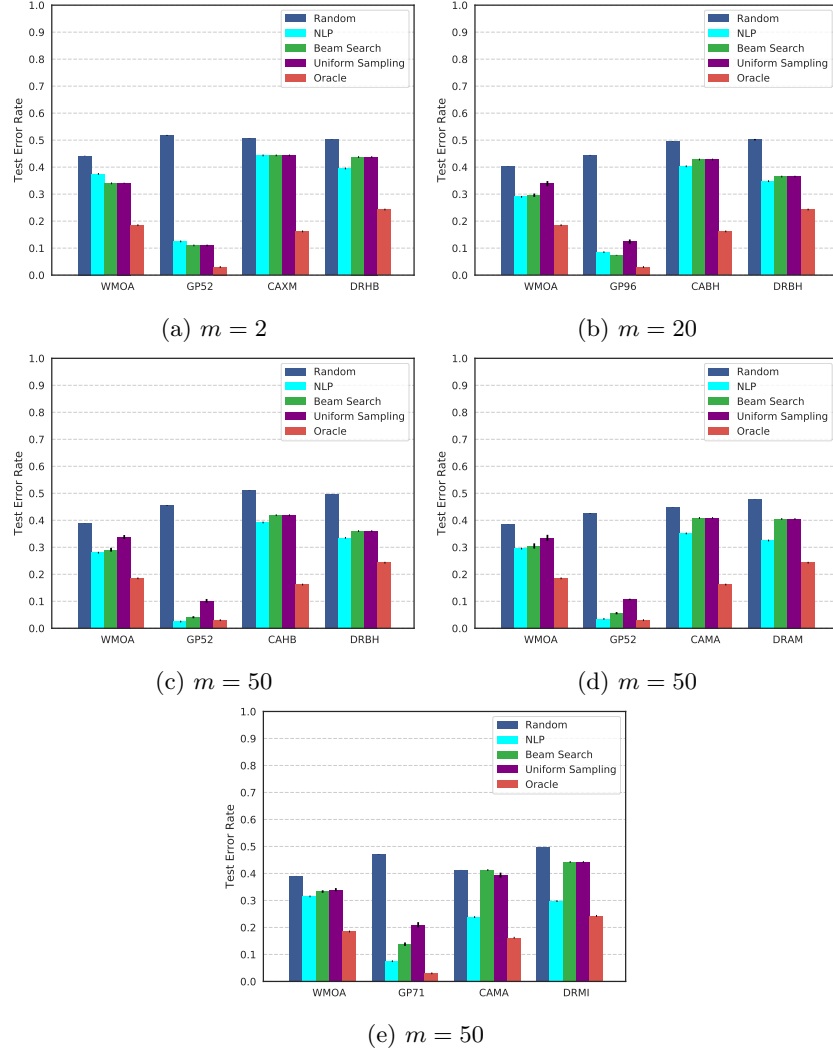 Random
NLP
Beam Search
Uniform Sampling
Oracle
1.0
0.9
0.8
0.7
0.6
0.5
0.4
0.3
0.2
0.1
0.0
Test Error Rate
WMOA GP52 CAXM DRHB
(a) m = 2
Random
NLP
Beam Search
Uniform Sampling
Oracle
1.0
0.9
0.8
0.7
0.6
0.5
0.4
0.3
0.2
0.1
0.0
Test Error Rate
WMOA GP96 CABH DRBH
(b) m = 20
Random
NLP
Beam Search
Uniform Sampling
Oracle
1.0
0.9
0.8
0.7
0.6
0.5
0.4
0.3
0.2
0.1
0.0
Test Error Rate
WMOA GP52 CAHB DRBH
(c) m = 50
Random
NLP
Beam Search
Uniform Sampling
Oracle
1.0
0.9
0.8
0.7
0.6
0.5
0.4
0.3
0.2
0.1
0.0
Test Error Rate
WMOA GP52 CAMA DRAM
(d) m = 50
Random
NLP
Beam Search
Uniform Sampling
Oracle
1.0
0.9
0.8
0.7
0.6
0.5
0.4
0.3
0.2
0.1
0.0
Test Error Rate
WMOA GP71 CAMA DRMI
(e) m = 50